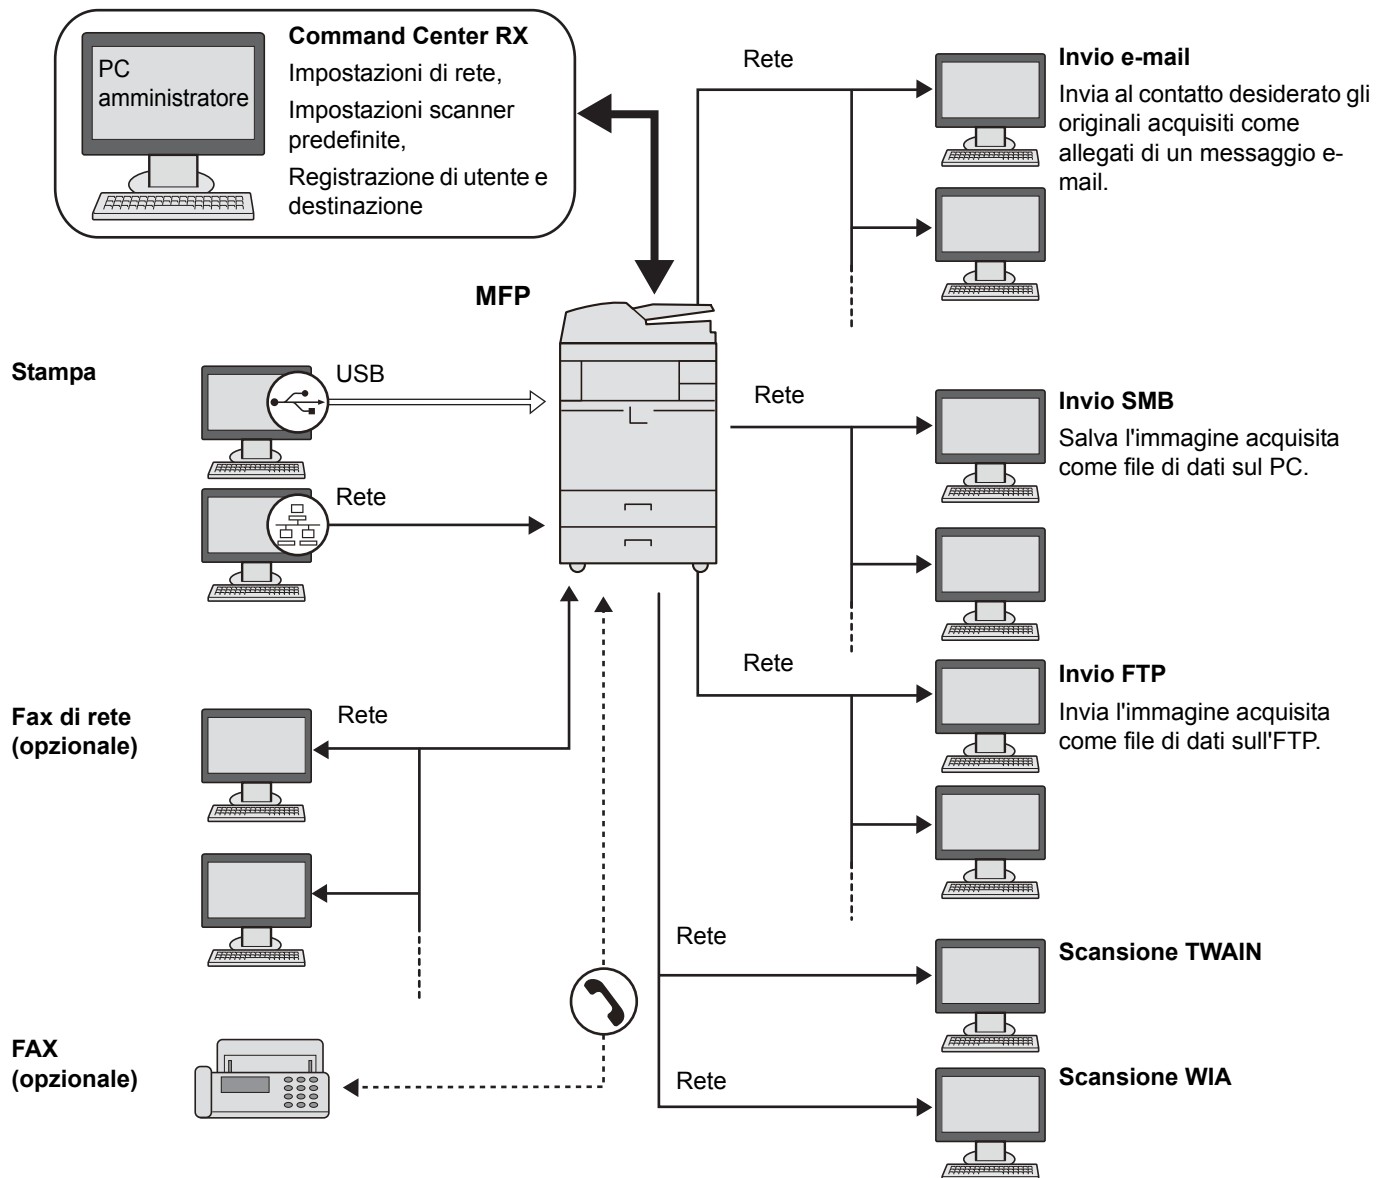 Command Center RX
PC
amministratore
Impostazioni di rete,
Impostazioni scanner
predefinite,
Registrazione di utente e
destinazione
Rete
Invio e-mail
Invia al contatto desiderato gli
originali acquisiti come
allegati di un messaggio e-
mail.
MFP
Stampa
USB
Rete
Rete
Invio SMB
Salva l'immagine acquisita
come file di dati sul PC.
Rete
Invio FTP
Invia l'immagine acquisita
come file di dati sull'FTP.
Fax di rete
(opzionale)
Rete
Rete
Scansione TWAIN
FAX
(opzionale)
Rete
Scansione WIA